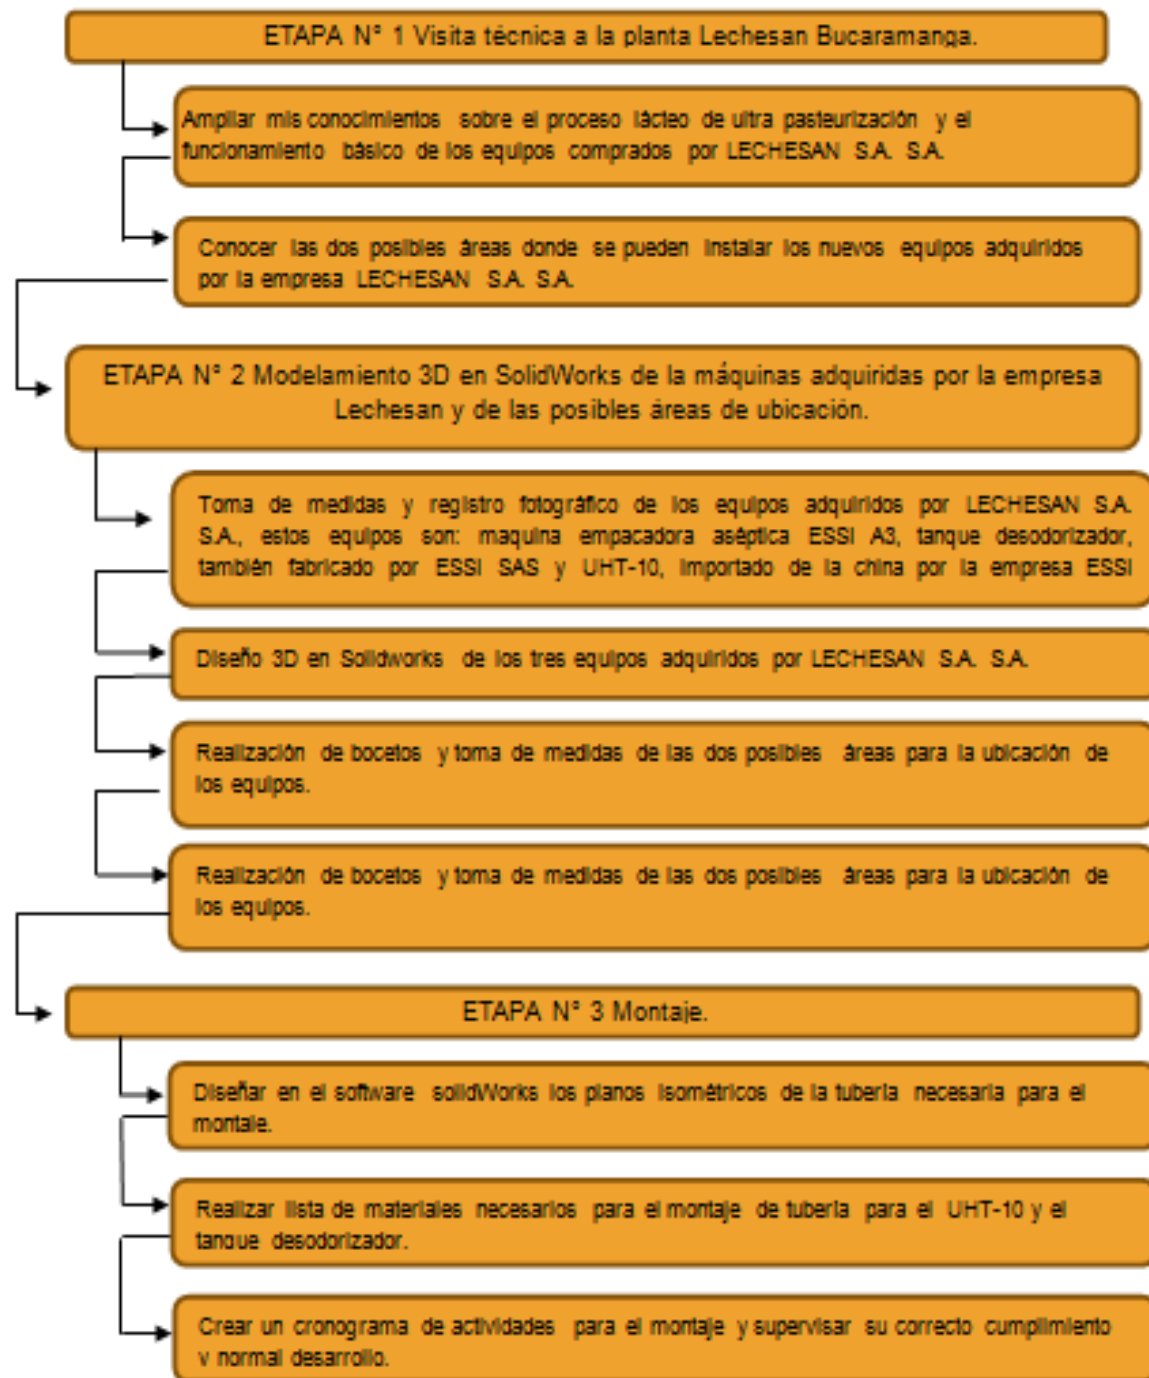 ETAPA N° 1 Visita técnica a la planta Lechesan Bucaramanga.
Ampliar mis conocimientos sobre el proceso lácteo de ultra pasteurización y el
funcionamiento básico de los equipos comprados por LECHESAN S.A. S.A.
Conocer las dos posibles áreas donde se pueden instalar los nuevos equipos adquiridos
por la empresa LECHESAN S.A. S.A.
ETAPA N° 2 Modelamiento 3D en SolidWorks de la máquinas adquiridas por la empresa
Lechesan y de las posibles áreas de ubicación.
Toma de medidas y registro fotográfico de los equipos adquiridos por LECHESAN S.A.
S.A., estos equipos son: maquina empacadora aséptica ESSI A3, tanque desodorizador,
también fabricado por ESSI SAS y UHT-10, importado de la china por la empresa ESSI
Diseño 3D en Solidworks de los tres equipos adquiridos por LECHESAN S.A. S.A.
Realización de bocetos y toma de medidas de las dos posibles áreas para la ubicación de
los equipos.
Realización de bocetos y toma de medidas de las dos posibles áreas para la ubicación de
los equipos.
ETAPA N° 3 Montaje.
Diseñar en el software solidWorks los planos isométricos de la tubería necesaria para el
montaje.
Realizar lista de materiales necesarios para el montaje de tubería para el UHT-10 y el
tanque desodorizador.
Crear un cronograma de actividades para el montaje y supervisar su correcto cumplimiento
y normal desarrollo.